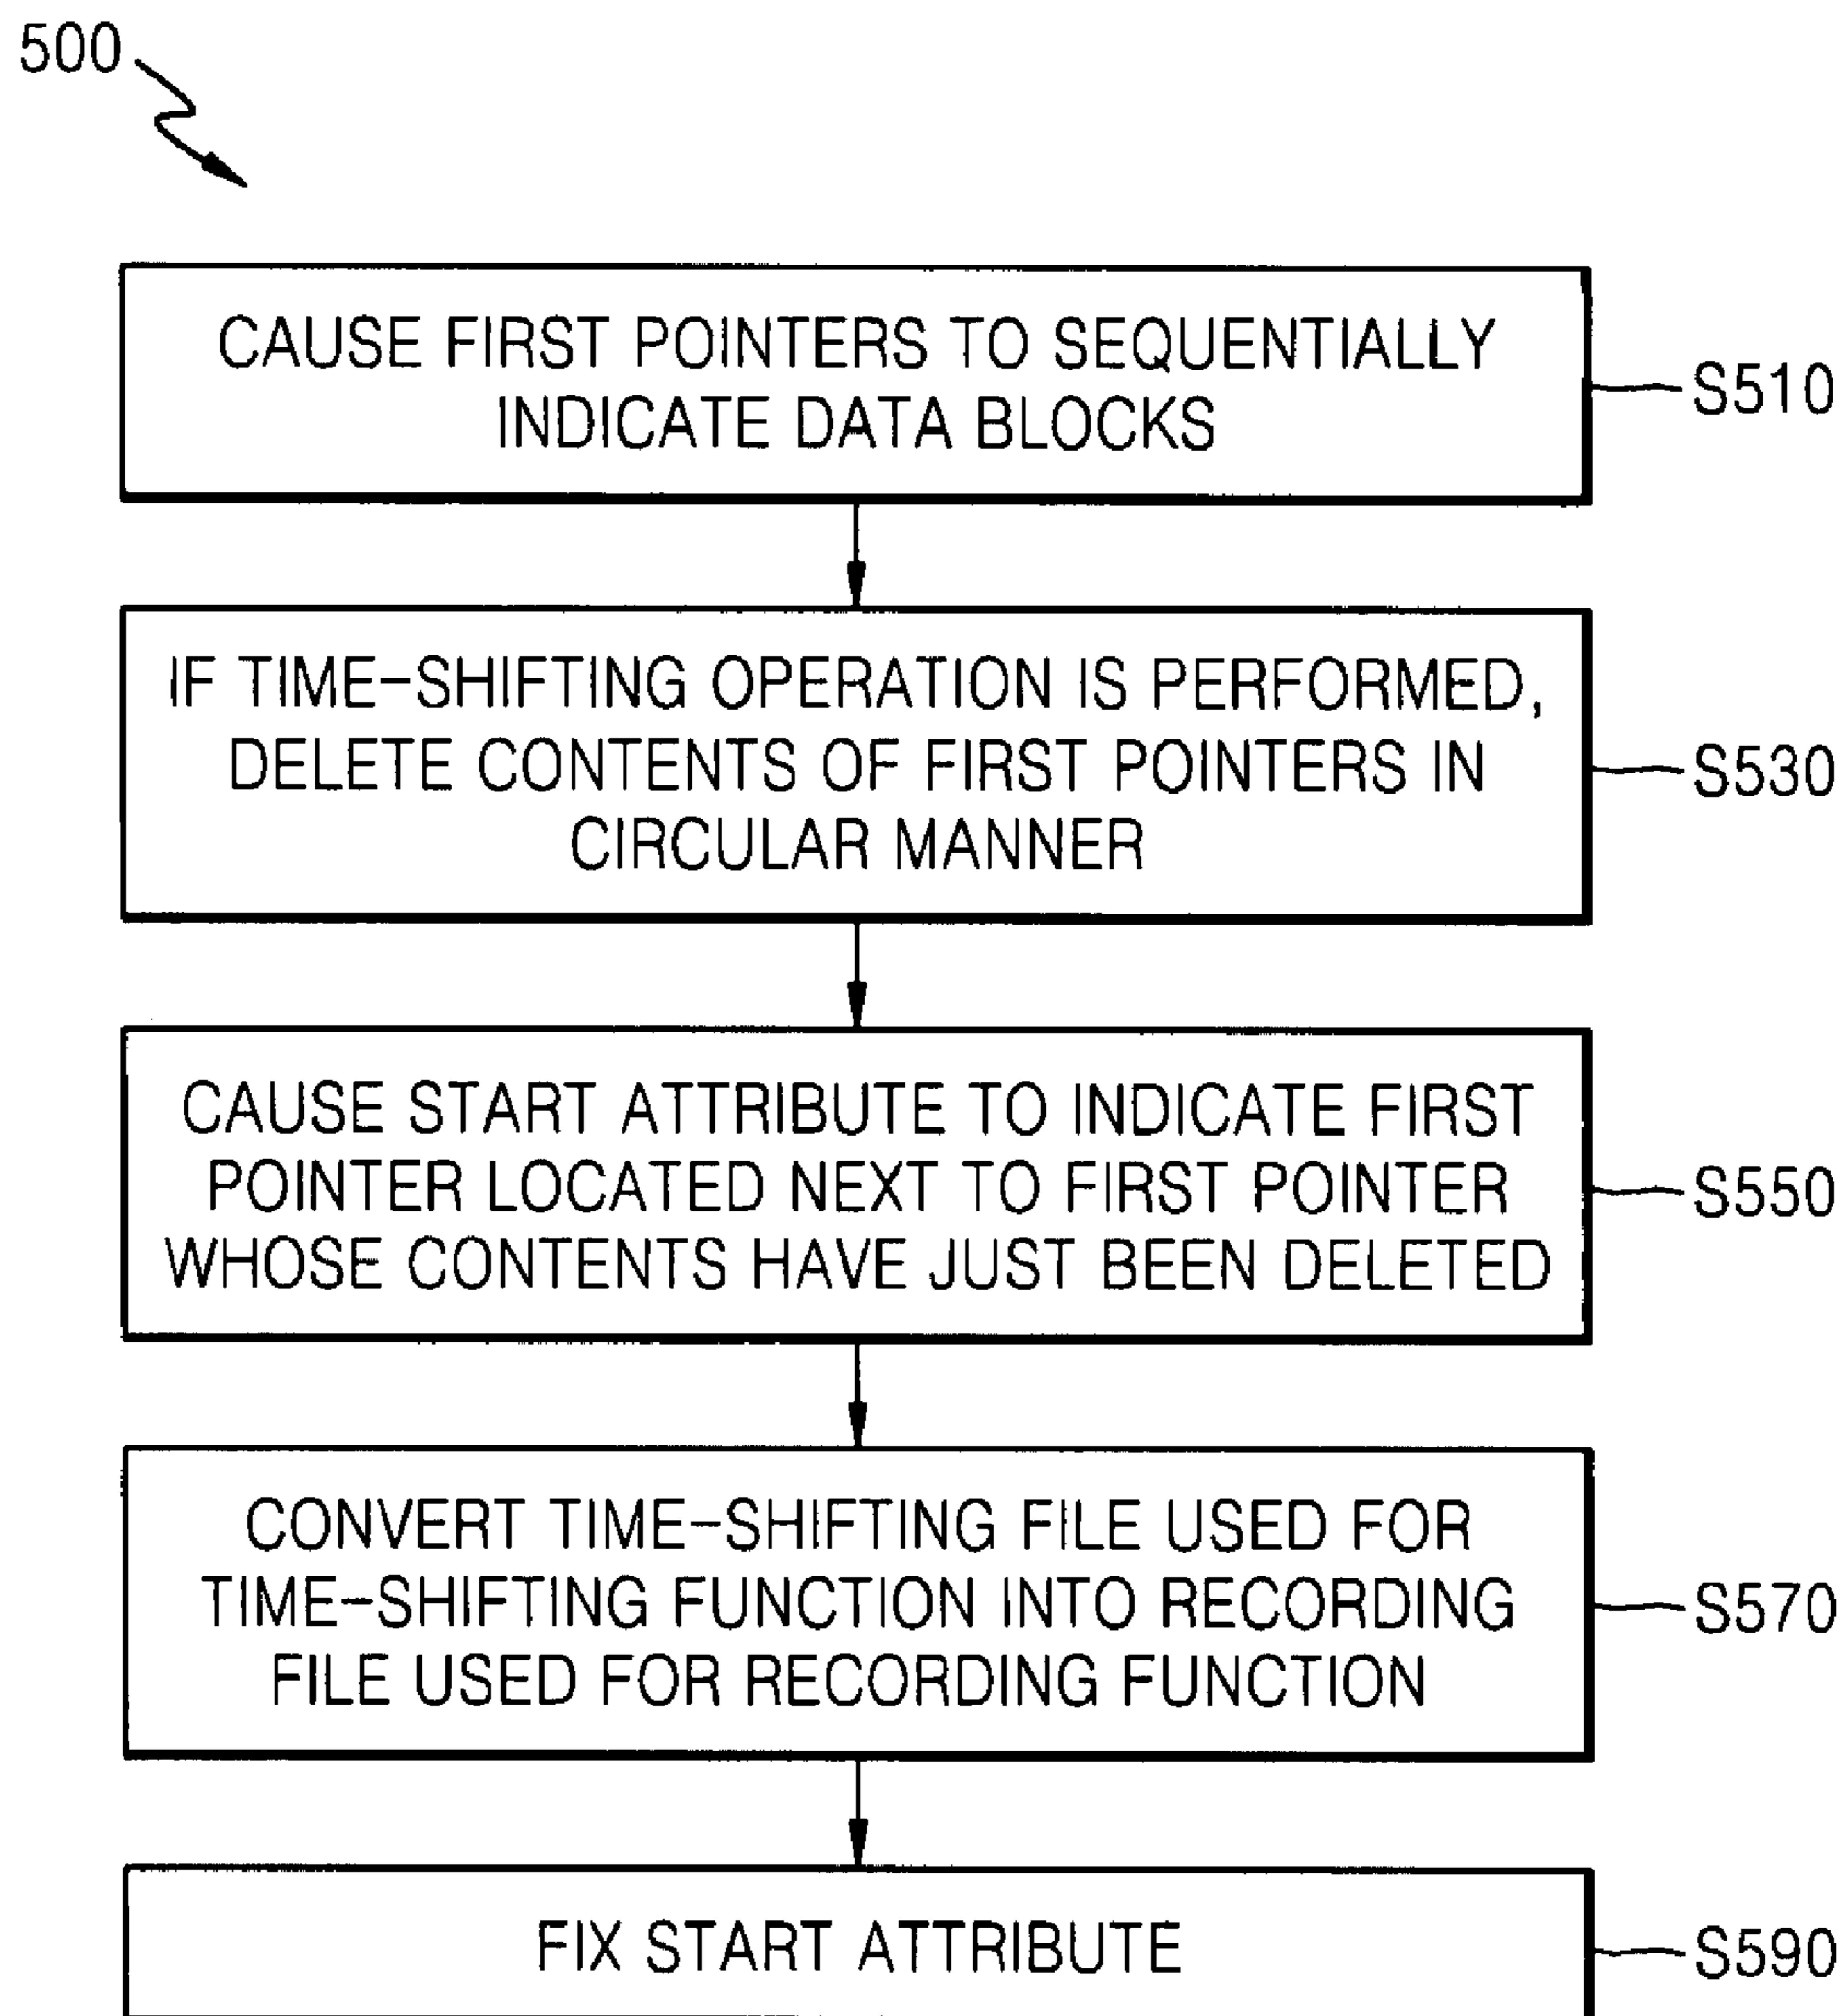 500
CAUSE FIRST POINTERS TO SEQUENTIALLY
INDICATE DATA BLOCKS
S510
IF TIME-SHIFTING OPERATION IS PERFORMED,
DELETE CONTENTS OF FIRST POINTERS IN
CIRCULAR MANNER
S530
CAUSE START ATTRIBUTE TO INDICATE FIRST
POINTER LOCATED NEXT TO FIRST POINTER
WHOSE CONTENTS HAVE JUST BEEN DELETED
S550
CONVERT TIME-SHIFTING FILE USED FOR
TIME-SHIFTING FUNCTION INTO RECORDING
FILE USED FOR RECORDING FUNCTION
S570
FIX START ATTRIBUTE
S590